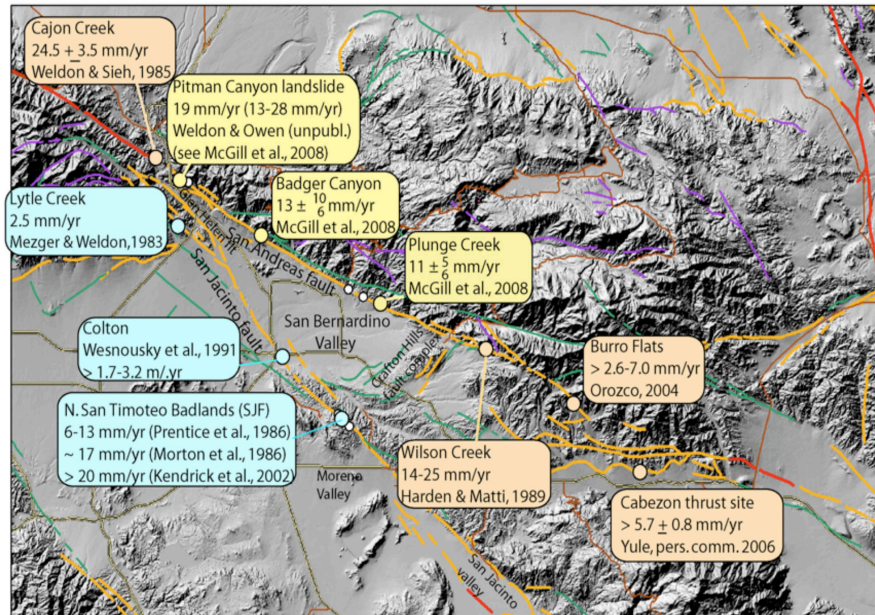 Cajon Creek
24.5 ± 3.5 mm/yr
Weldon & Sieh, 1985
Pitman Canyon landslide
19 mm/yr (13-28 mm/yr)
Weldon & Owen (unpubl.)
(see McGill et al., 2008)
Lytle Creek
2.5 mm/yr
Mezger & Weldon,1983
Badger Canyon
13 ± 10/6 mm/yr
McGill et al., 2008
Plunge Creek
11 ± 5/6 mm/yr
McGill et al., 2008
San Andreas fault
San Jacinto fault
San Bernardino
Valley
Crafton Hills
fault complex
Colton
Wesnousky et al., 1991
> 1.7-3.2 m/.yr
Burro Flats
> 2.6-7.0 mm/yr
Orozco, 2004
N. San Timoteo Badlands (SJF)
6-13 mm/yr (Prentice et al., 1986)
~ 17 mm/yr (Morton et al., 1986)
> 20 mm/yr (Kendrick et al., 2002)
Moreno
Valley
Wilson Creek
14-25 mm/yr
Harden & Matti, 1989
Cabezon thrust site
> 5.7 ± 0.8 mm/yr
Yule, pers. comm. 2006
San Jacinto
Valley